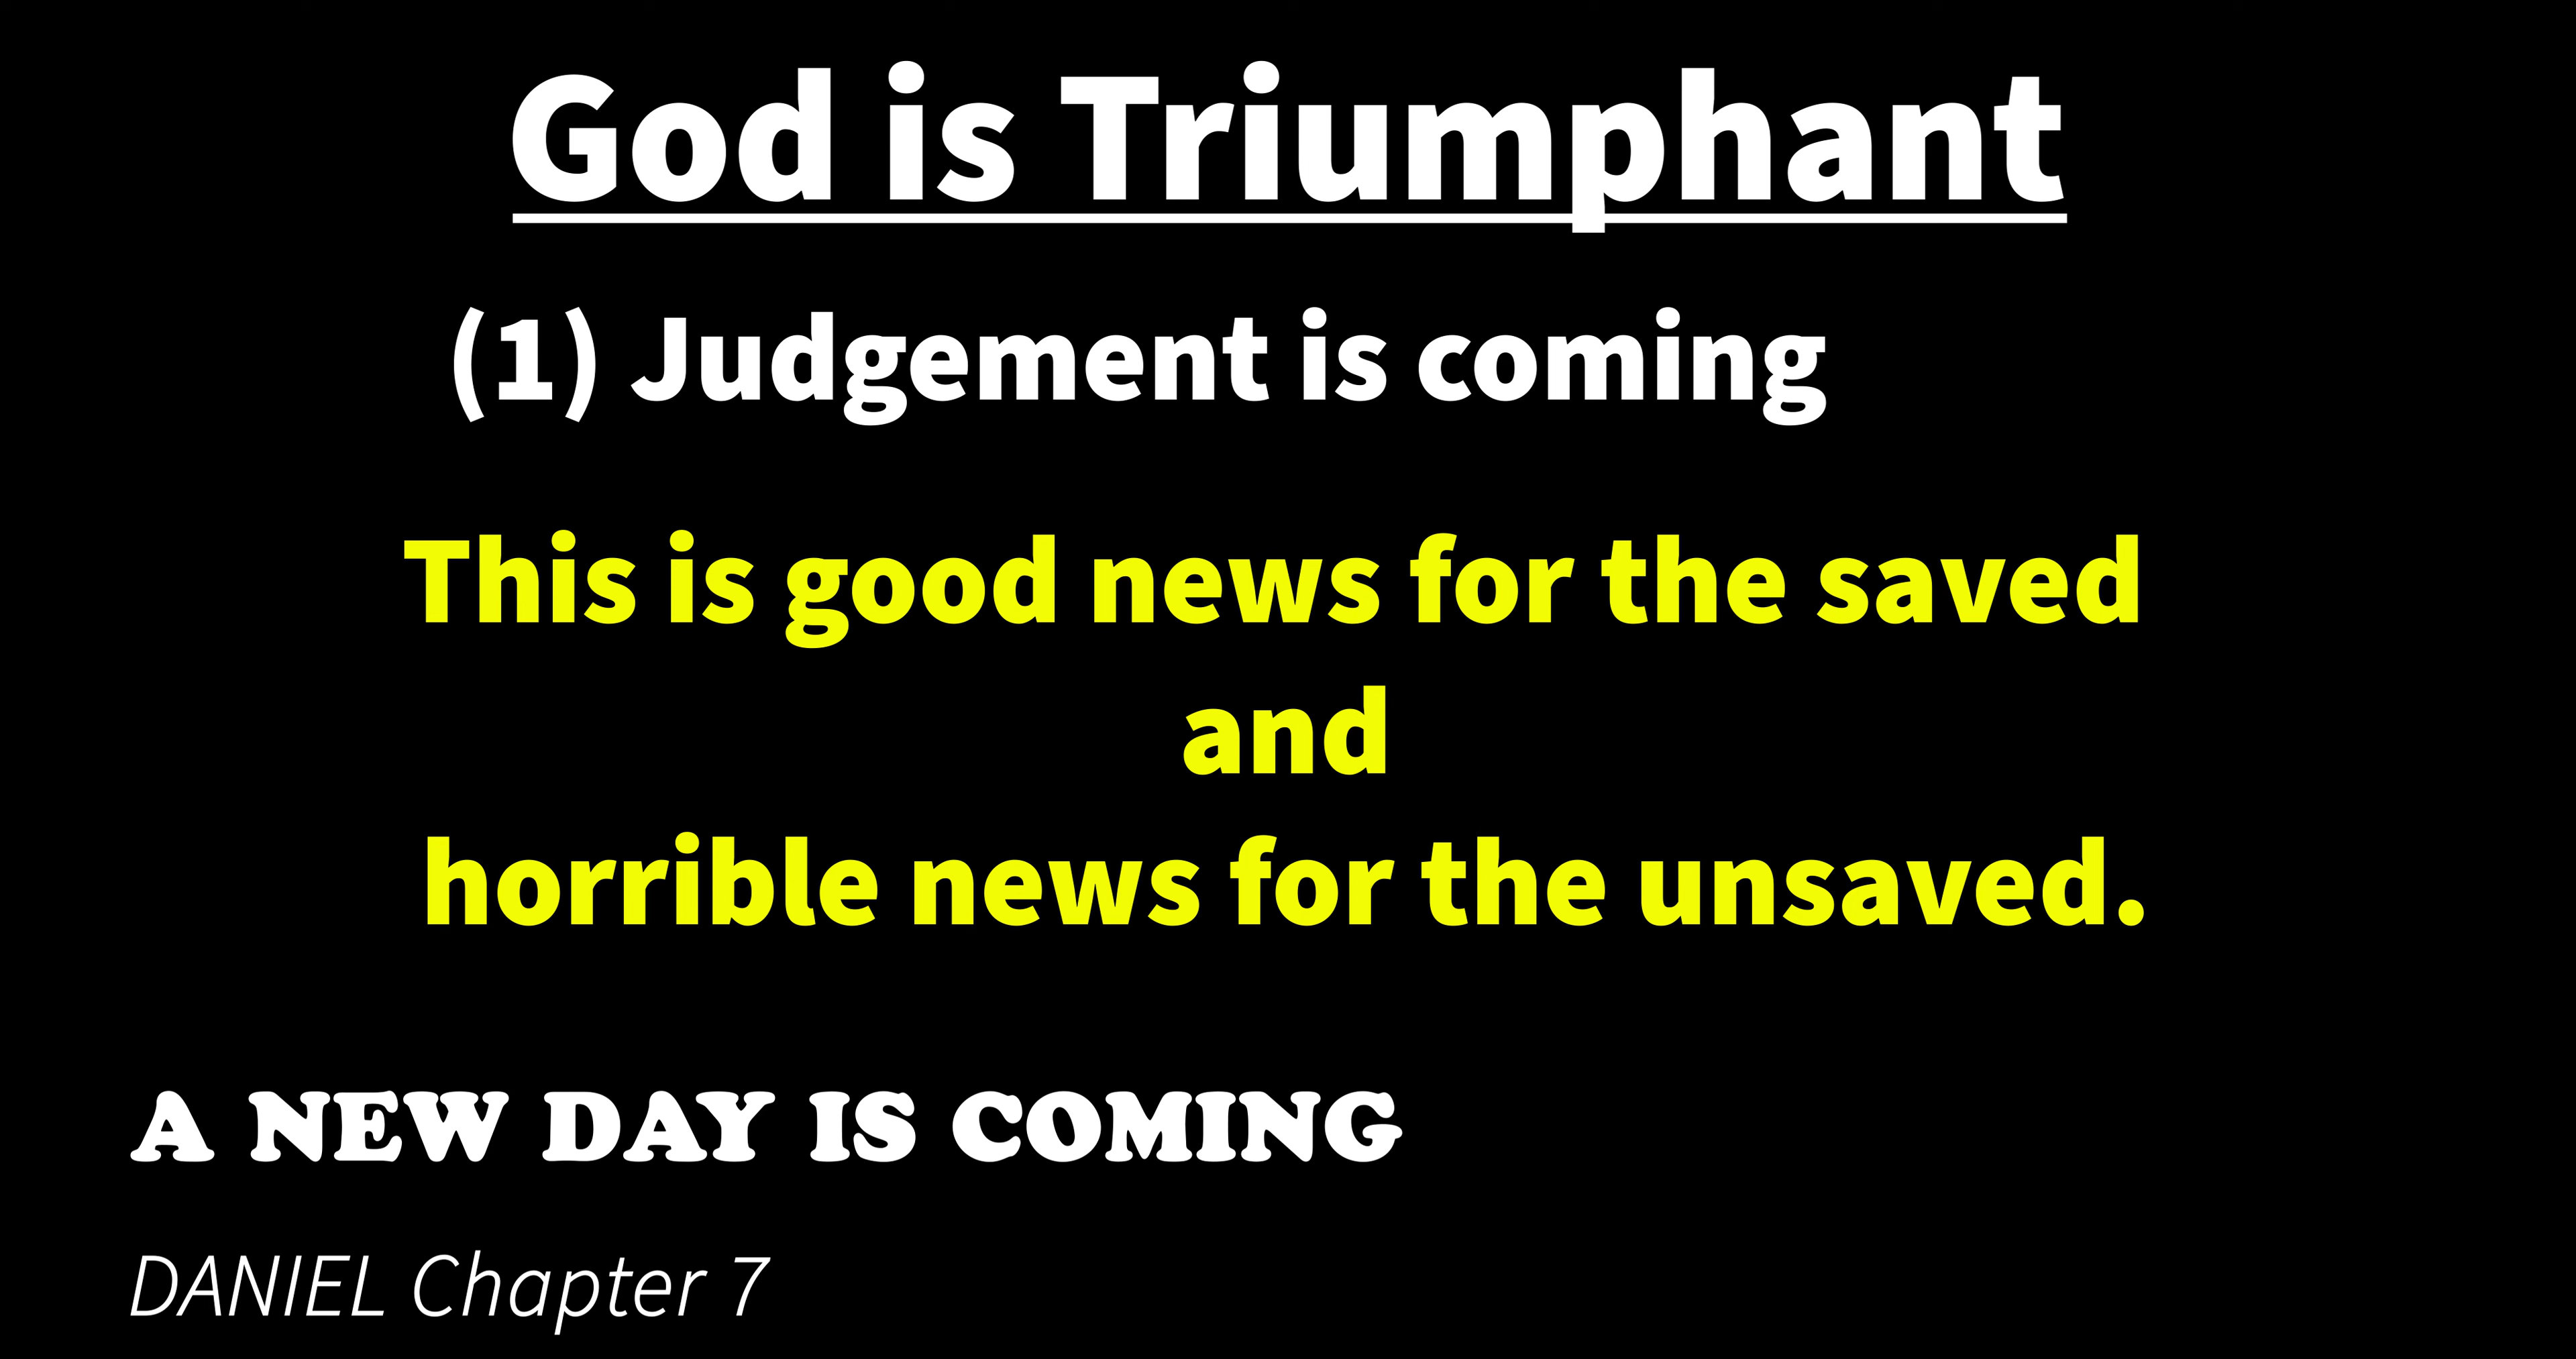 God is Triumphant
(1) Judgement is coming
This is good news for the saved
and
horrible news for the unsaved.
A NEW DAY IS COMING
DANIEL Chapter 7